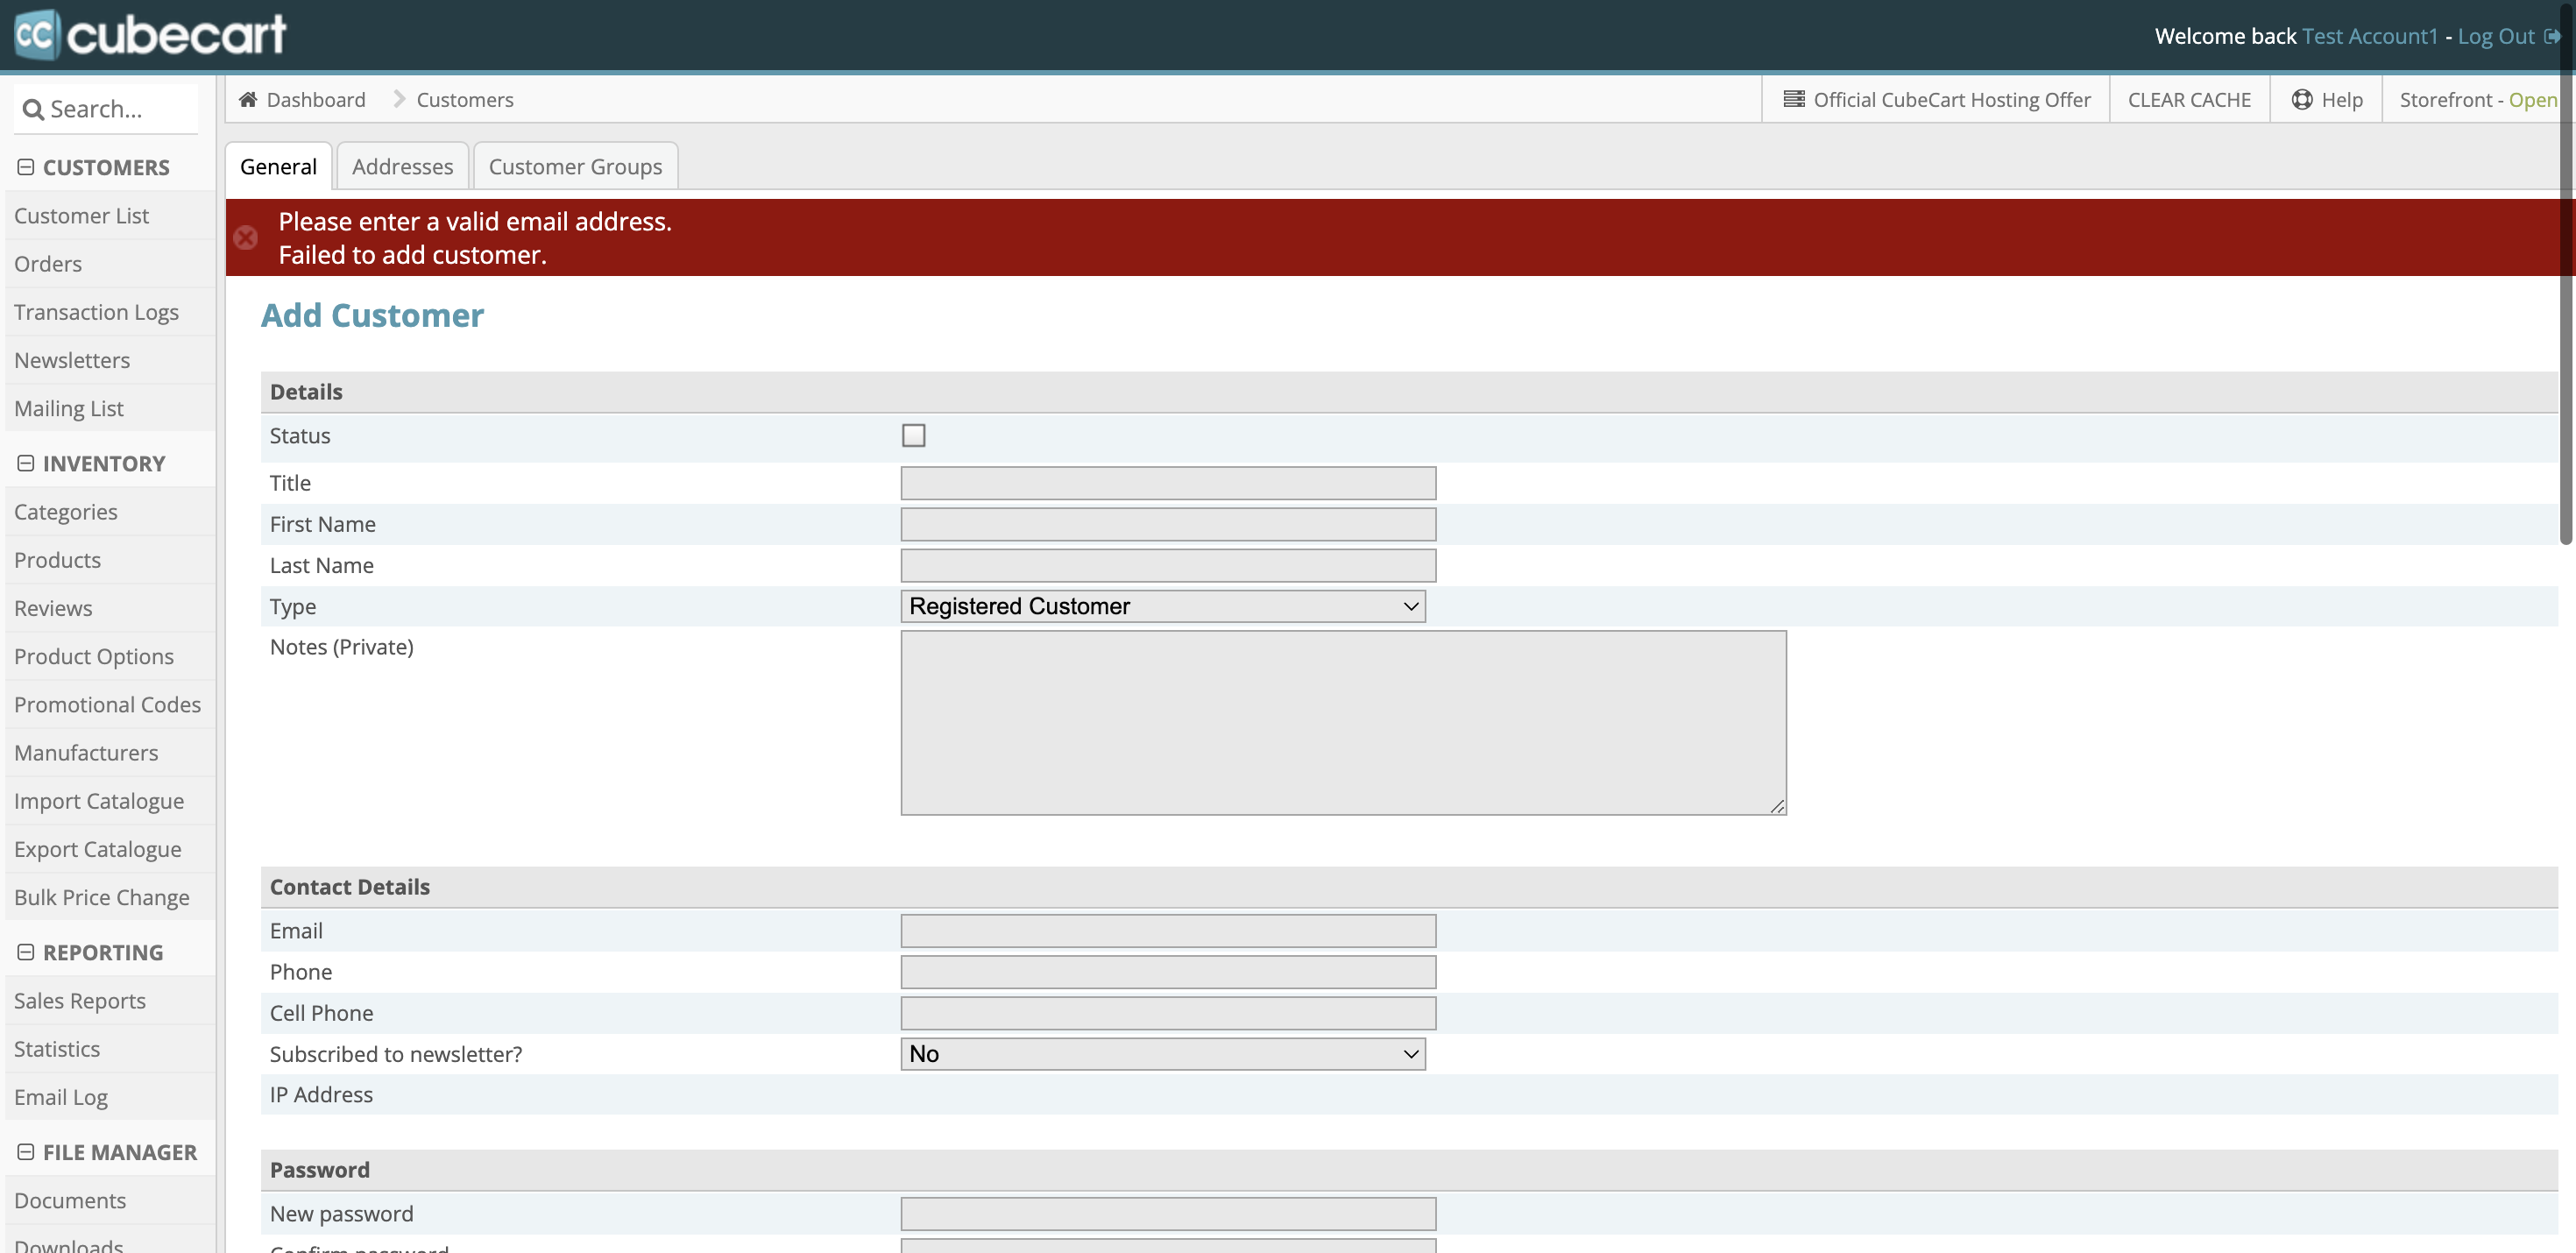 cc cubecart
Welcome back Test Account1 - Log Out
Search...
Dashboard Customers
Official CubeCart Hosting Offer
CLEAR CACHE
Help
Storefront - Open
CUSTOMERS
Customer List
Orders
Transaction Logs
Newsletters
Mailing List
INVENTORY
Categories
Products
Reviews
Product Options
Promotional Codes
Manufacturers
Import Catalogue
Export Catalogue
Bulk Price Change
REPORTING
Sales Reports
Statistics
Email Log
FILE MANAGER
Documents
Downloads
General
Addresses
Customer Groups
Please enter a valid email address.
Failed to add customer.
Add Customer
Details
Status
Title
First Name
Last Name
Type Registered Customer
Notes (Private)
Contact Details
Email
Phone
Cell Phone
Subscribed to newsletter? No
IP Address
Password
New password
Confirm password